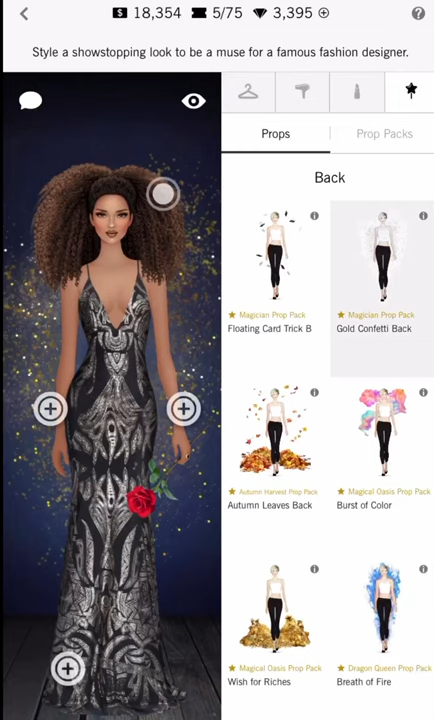 18,354 5/75 3,395
Style a showstopping look to be a muse for a famous fashion designer.
Props Prop Packs
Back
Magician Prop Pack
Floating Card Trick B
Magician Prop Pack
Gold Confetti Back
Autumn Harvest Prop Pack
Autumn Leaves Back
Magical Oasis Prop Pack
Burst of Color
Magical Oasis Prop Pack
Wish for Riches
Dragon Queen Prop Pack
Breath of Fire